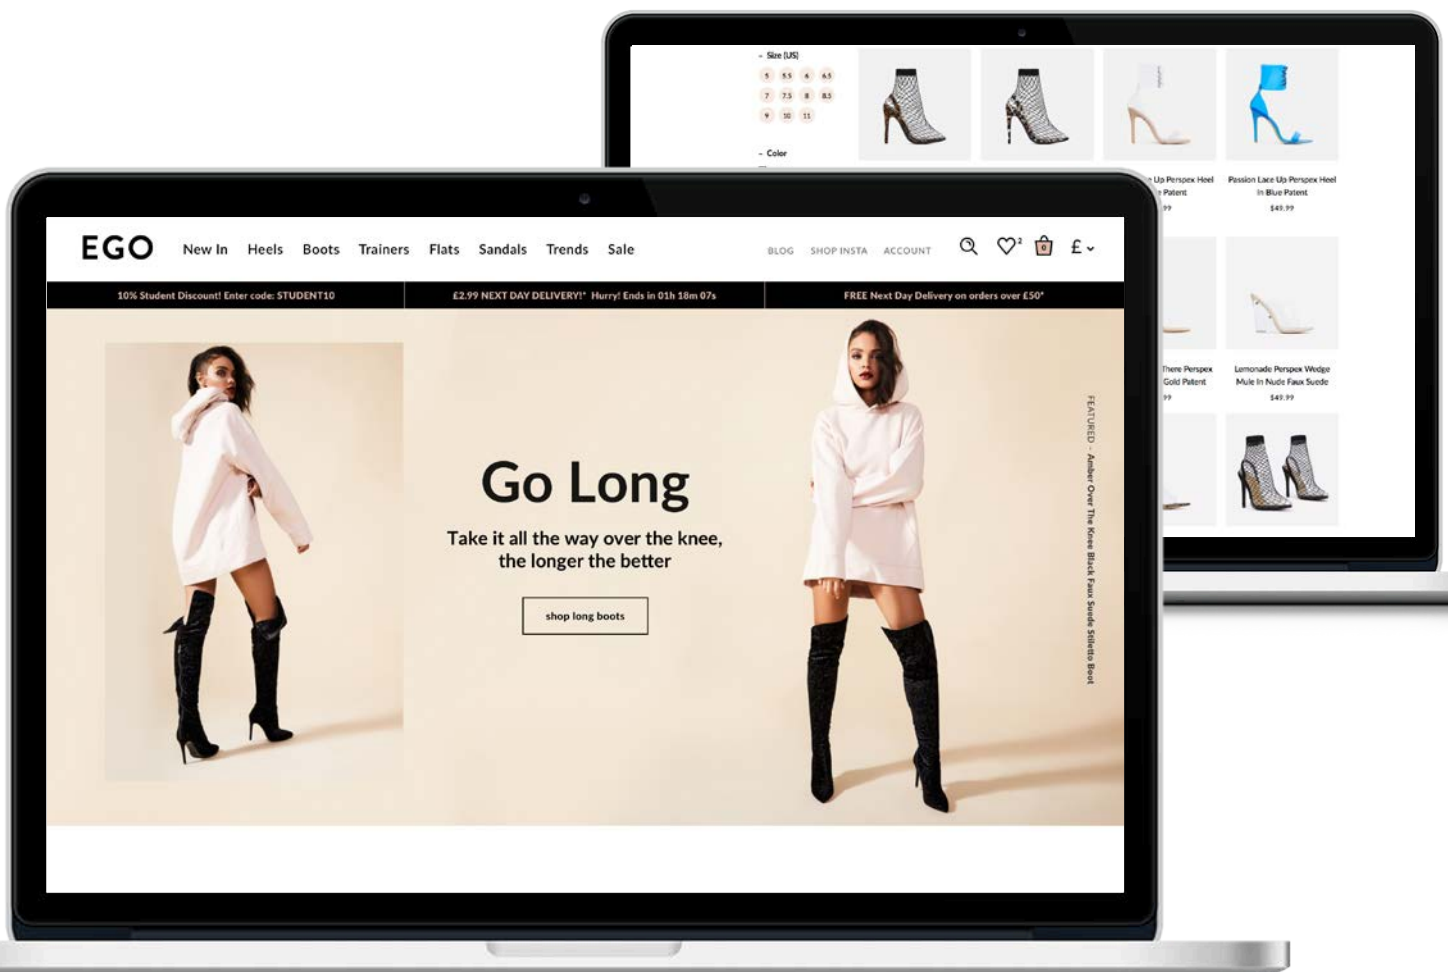 - Size (US)
5 5.5 6 6.5
7 7.5 8 8.5
9 10 11
- Color
Up Perspex Heel
Patent
99
Passion Lace Up Perspex Heel
In Blue Patent
$49.99
There Perspex
Gold Patent
99
Lemonade Perspex Wedge
Mule In Nude Faux Suede
$49.99
EGO New In Heels Boots Trainers Flats Sandals Trends Sale BLOG SHOP INSTA ACCOUNT 2 0 £
10% Student Discount! Enter code: STUDENT10
£2.99 NEXT DAY DELIVERY!* Hurry! Ends in 01h 18m 07s
FREE Next Day Delivery on orders over £50*
Go Long
Take it all the way over the knee,
the longer the better
shop long boots
FEATURED - Amber Over The Knee Black Faux Suede Stiletto Boot